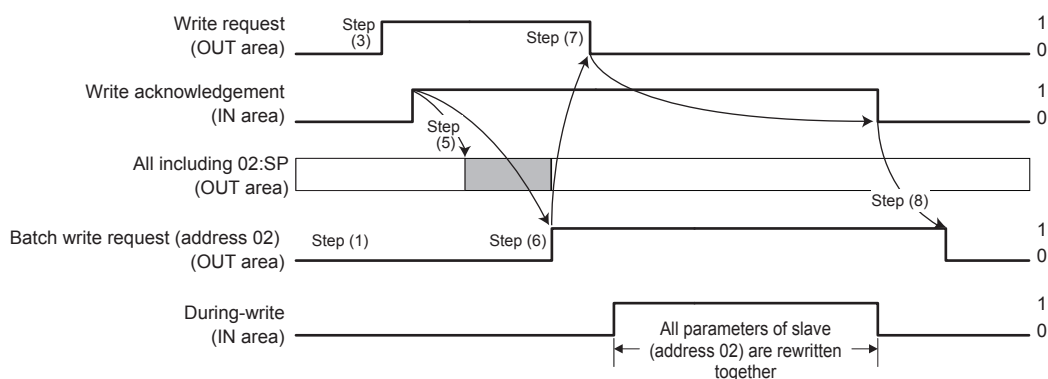 Write request
(OUT area)
Step
(3)
Step (7)
1
0
Write acknowledgement
(IN area)
Step
(5)
1
0
All including 02:SP
(OUT area)
Step (8)
Batch write request (address 02)
(OUT area)
Step (1)
Step (6)
1
0
During-write
(IN area)
All parameters of slave
(address 02) are rewritten
together
1
0